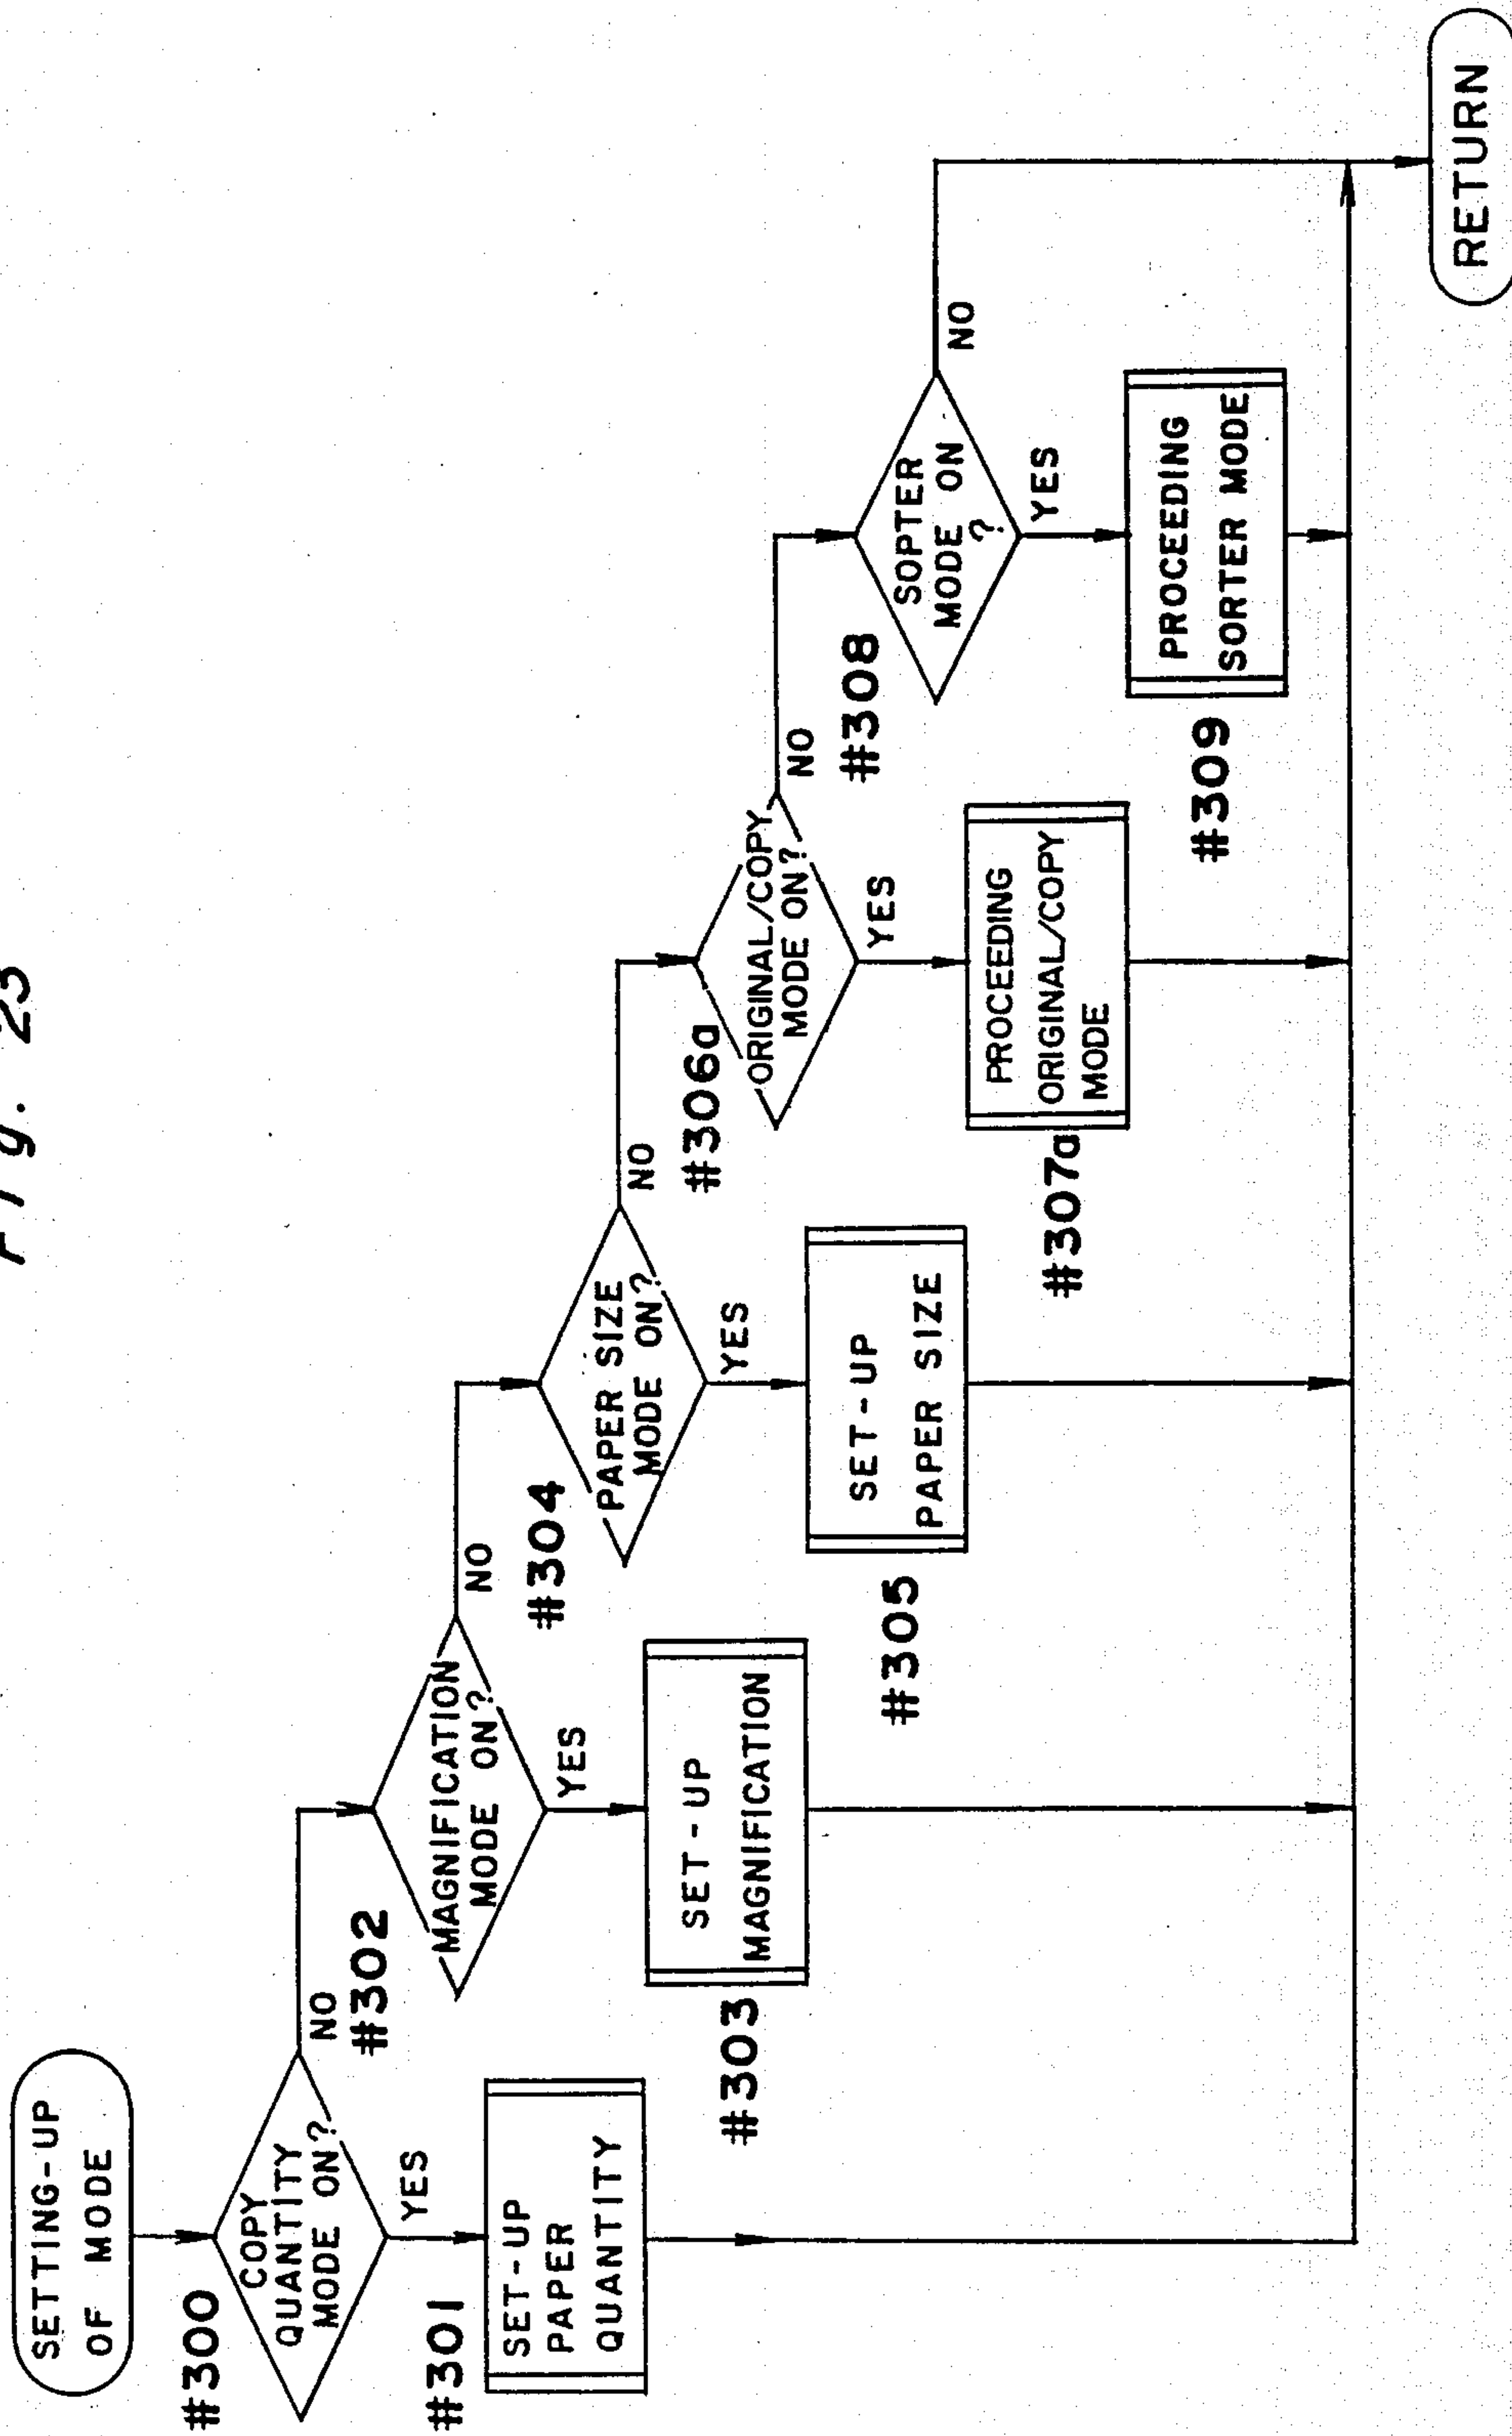 Fig. 23
SETTING-UP
OF MODE
#300
COPY
QUANTITY
MODE ON?
YES
NO
#301
SET-UP
PAPER
QUANTITY
#302
MAGNIFICATION
MODE ON?
YES
NO
#303
SET-UP
MAGNIFICATION
#304
PAPER SIZE
MODE ON?
YES
NO
#305
SET-UP
PAPER SIZE
#306a
ORIGINAL/COPY
MODE ON?
YES
NO
#307a
PROCEEDING
ORIGINAL/COPY
MODE
#308
SOPTER
MODE ON
?
YES
NO
#309
PROCEEDING
SORTER MODE
RETURN